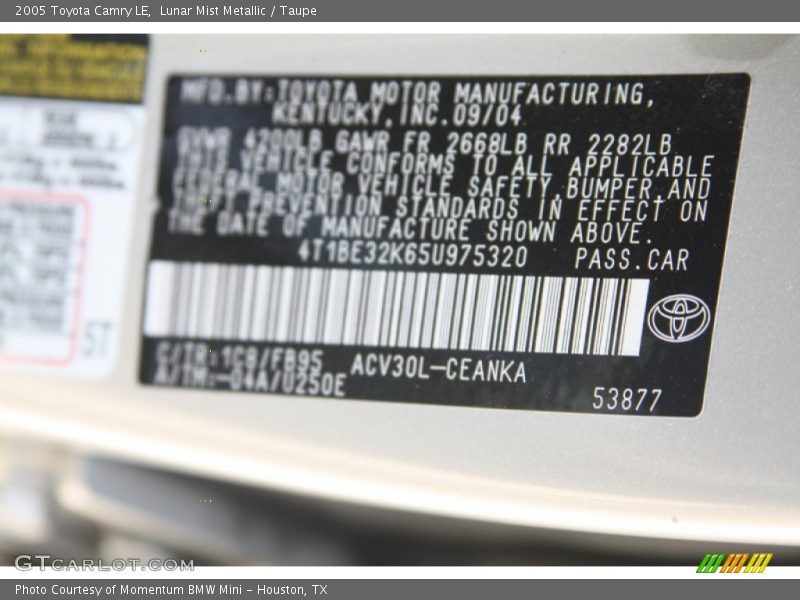 2005 Toyota Camry LE,  Lunar Mist Metallic / Taupe
MFD.BY:TOYOTA MOTOR MANUFACTURING,
KENTUCKY,INC.09/04
GVWR 4200LB GAWR FR 2668LB RR 2282LB
THIS VEHICLE CONFORMS TO ALL APPLICABLE
FEDERAL MOTOR VEHICLE SAFETY,BUMPER,AND
THEFT PREVENTION STANDARDS IN EFFECT ON
THE DATE OF MANUFACTURE SHOWN ABOVE.
4T1BE32K65U975320 PASS.CAR
C/TR:1C8/FB95 ACV30L-CEANKA
A/TM:-04A/U250E
53877
5T
GTCARLOT.COM
Photo Courtesy of Momentum BMW Mini - Houston, TX